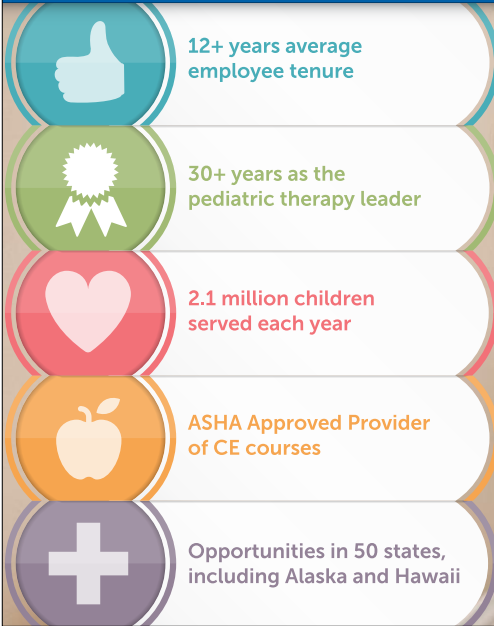 12+ years average
employee tenure
30+ years as the
pediatric therapy leader
2.1 million children
served each year
ASHA Approved Provider
of CE courses
Opportunities in 50 states,
including Alaska and Hawaii